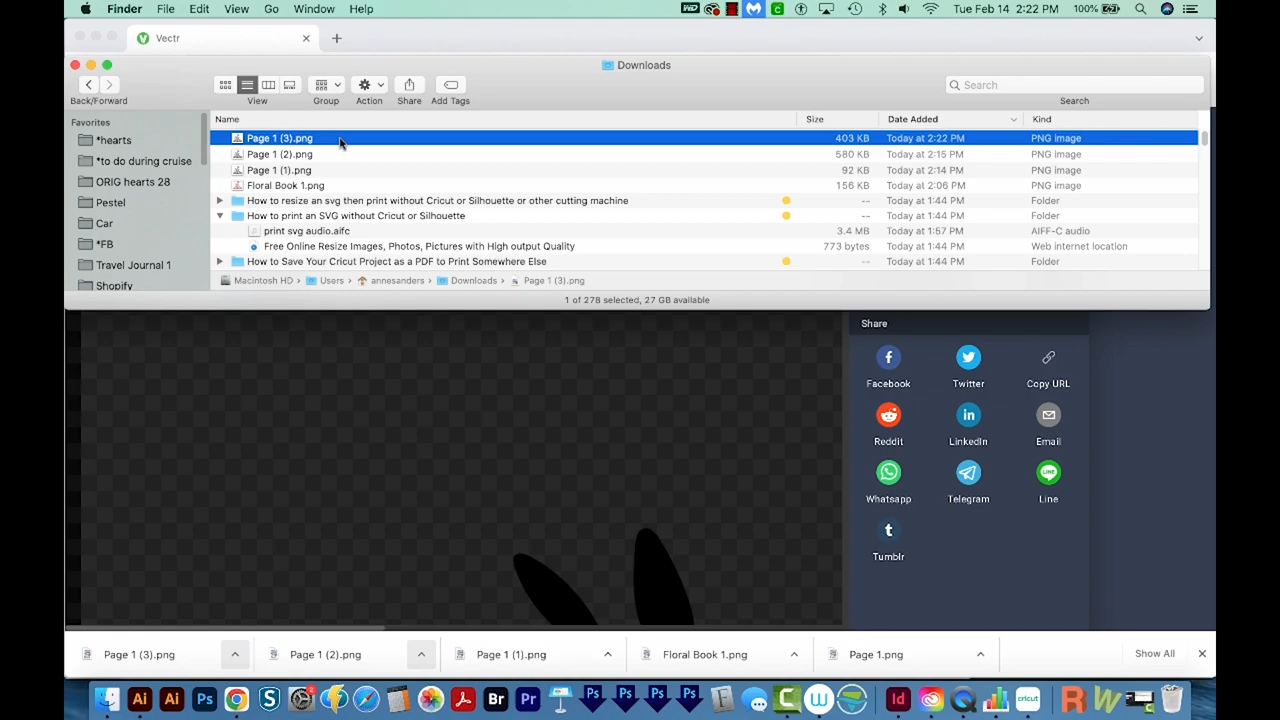 Finder File Edit View Go Window Help Tue Feb 14 2:22 PM 100%
Vectr
Downloads
Search
Back/Forward View Group Action Share Add Tags Search
Favorites Name Size Date Added Kind
*hearts
*to do during cruise
ORIG hearts 28
Pestel
Car
*FB
Travel Journal 1
Shopify
Page 1 (3).png 403 KB Today at 2:22 PM PNG image
Page 1 (2).png 580 KB Today at 2:15 PM PNG image
Page 1 (1).png 92 KB Today at 2:14 PM PNG image
Floral Book 1.png 156 KB Today at 2:06 PM PNG image
How to resize an svg then print without Cricut or Silhouette or other cutting machine -- Today at 1:44 PM Folder
How to print an SVG without Cricut or Silhouette -- Today at 1:44 PM Folder
print svg audio.aifc 3.4 MB Today at 1:57 PM AIFF-C audio
Free Online Resize Images, Photos, Pictures with High output Quality 773 bytes Today at 1:44 PM Web internet location
How to Save Your Cricut Project as a PDF to Print Somewhere Else -- Today at 1:44 PM Folder
Macintosh HD › Users › annesanders › Downloads › Page 1 (3).png
1 of 278 selected, 27 GB available
Share
Facebook Twitter Copy URL
Reddit LinkedIn Email
Whatsapp Telegram Line
Tumblr
Page 1 (3).png Page 1 (2).png Page 1 (1).png Floral Book 1.png Page 1.png Show All
Ai Ai Ps S Br Pr Ps Ps Ps Ps Id cricut